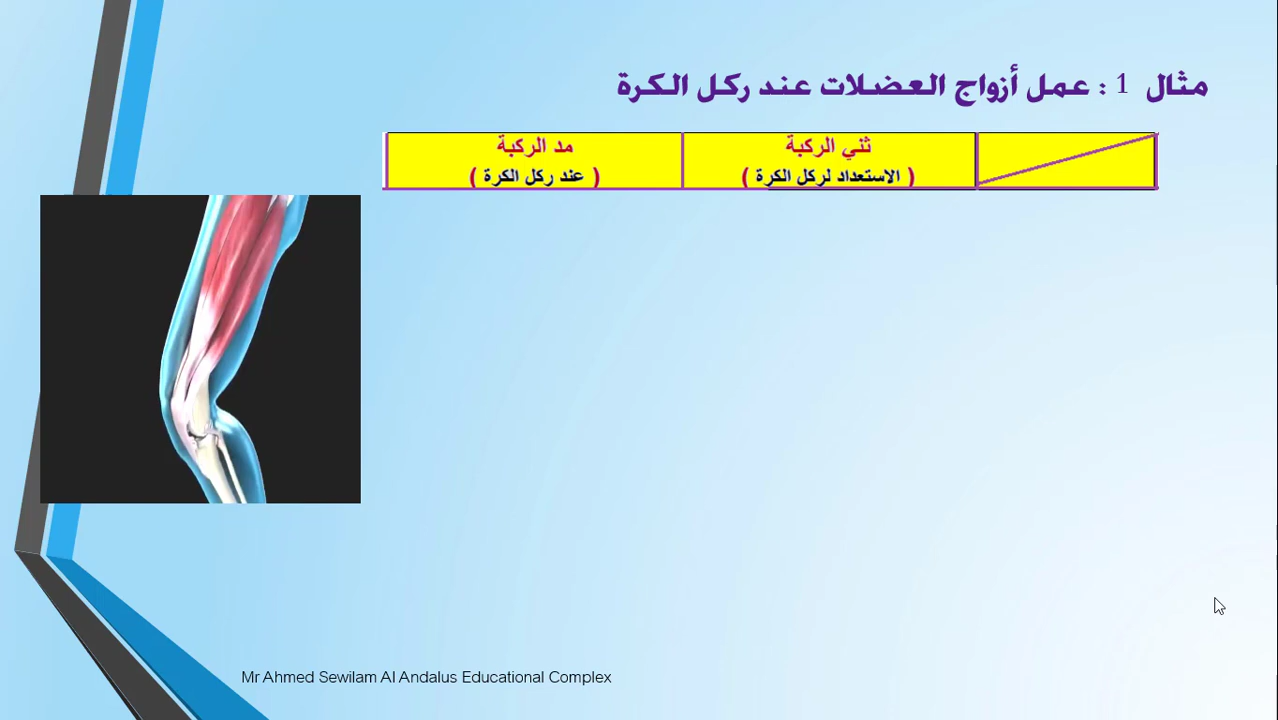 مثال 1 : عمل أزواج العضلات عند ركل الكرة
ثني الركبة
( الاستعداد لركل الكرة )
مد الركبة
( عند ركل الكرة )
Mr Ahmed Sewilam Al Andalus Educational Complex